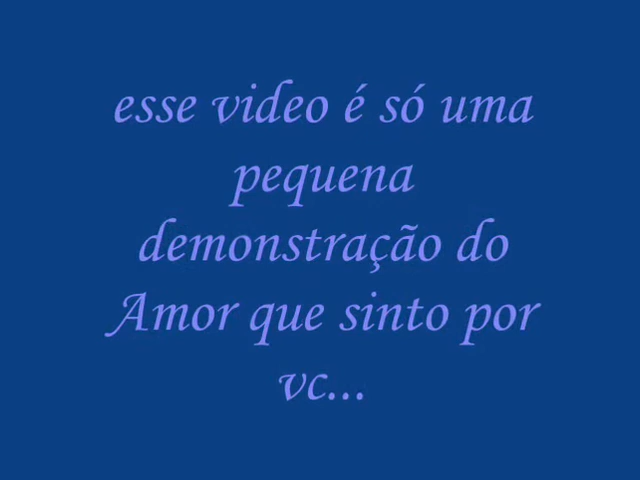 esse video é só uma
pequena
demonstração do
Amor que sinto por
vc...